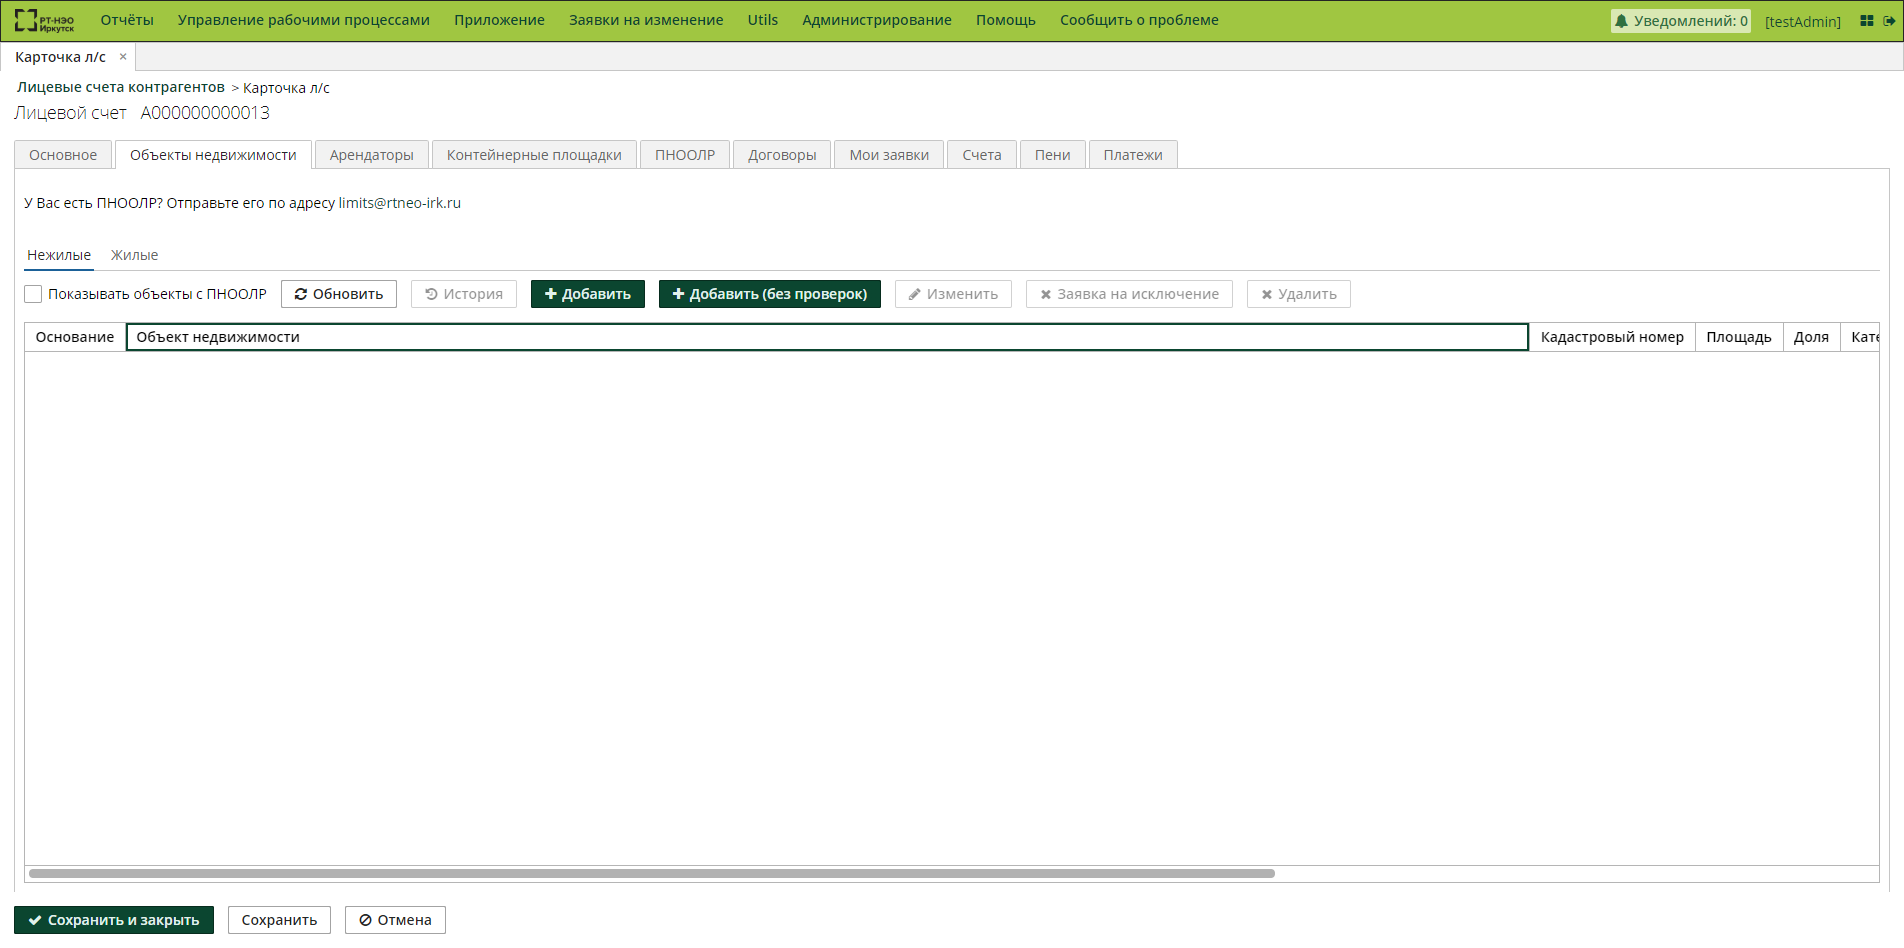 РТ-НЭО
Иркутск
Отчёты Управление рабочими процессами Приложение Заявки на изменение Utils Администрирование Помощь Сообщить о проблеме Уведомлений: 0 [testAdmin]
Карточка л/с ×
Лицевые счета контрагентов > Карточка л/с
Лицевой счет A000000000013
Основное Объекты недвижимости Арендаторы Контейнерные площадки ПНООЛР Договоры Мои заявки Счета Пени Платежи
У Вас есть ПНООЛР? Отправьте его по адресу limits@rtneo-irk.ru
Нежилые Жилые
Показывать объекты с ПНООЛР Обновить История Добавить Добавить (без проверок) Изменить Заявка на исключение Удалить
Основание Объект недвижимости Кадастровый номер Площадь Доля Кате
Сохранить и закрыть Сохранить Отмена